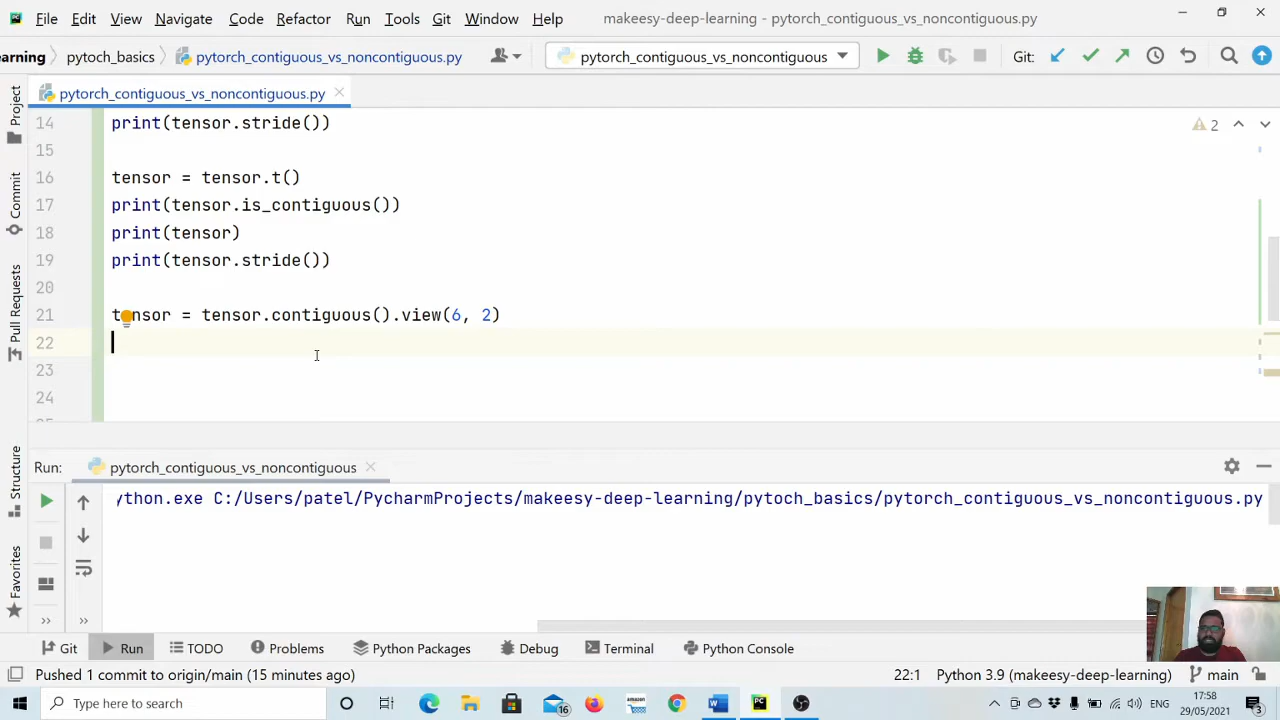 File Edit View Navigate Code Refactor Run Tools Git Window Help makeesy-deep-learning - pytorch_contiguous_vs_noncontiguous.py
earning pytoch_basics pytorch_contiguous_vs_noncontiguous.py pytorch_contiguous_vs_noncontiguous Git:
pytorch_contiguous_vs_noncontiguous.py
Project
Commit
Pull Requests
Structure
Favorites
14 print(tensor.stride()) 2
15
16 tensor = tensor.t()
17 print(tensor.is_contiguous())
18 print(tensor)
19 print(tensor.stride())
20
21 tensor = tensor.contiguous().view(6, 2)
22
23
24
Run: pytorch_contiguous_vs_noncontiguous
ython.exe C:/Users/patel/PycharmProjects/makeesy-deep-learning/pytoch_basics/pytorch_contiguous_vs_noncontiguous.py
Git Run TODO Problems Python Packages Debug Terminal Python Console
Pushed 1 commit to origin/main (15 minutes ago) 22:1 Python 3.9 (makeesy-deep-learning) main
Type here to search 16 ENG 17:58
29/05/2021 3